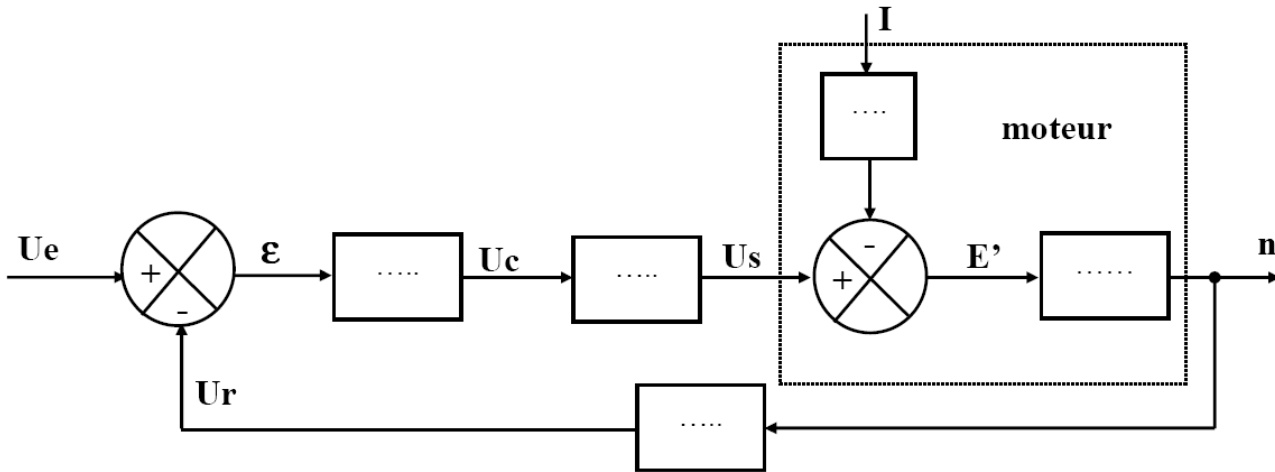 I
....
moteur
Ue
+
-
ε
.....
Uc
.....
Us
-
+
E’
......
n
Ur
.....